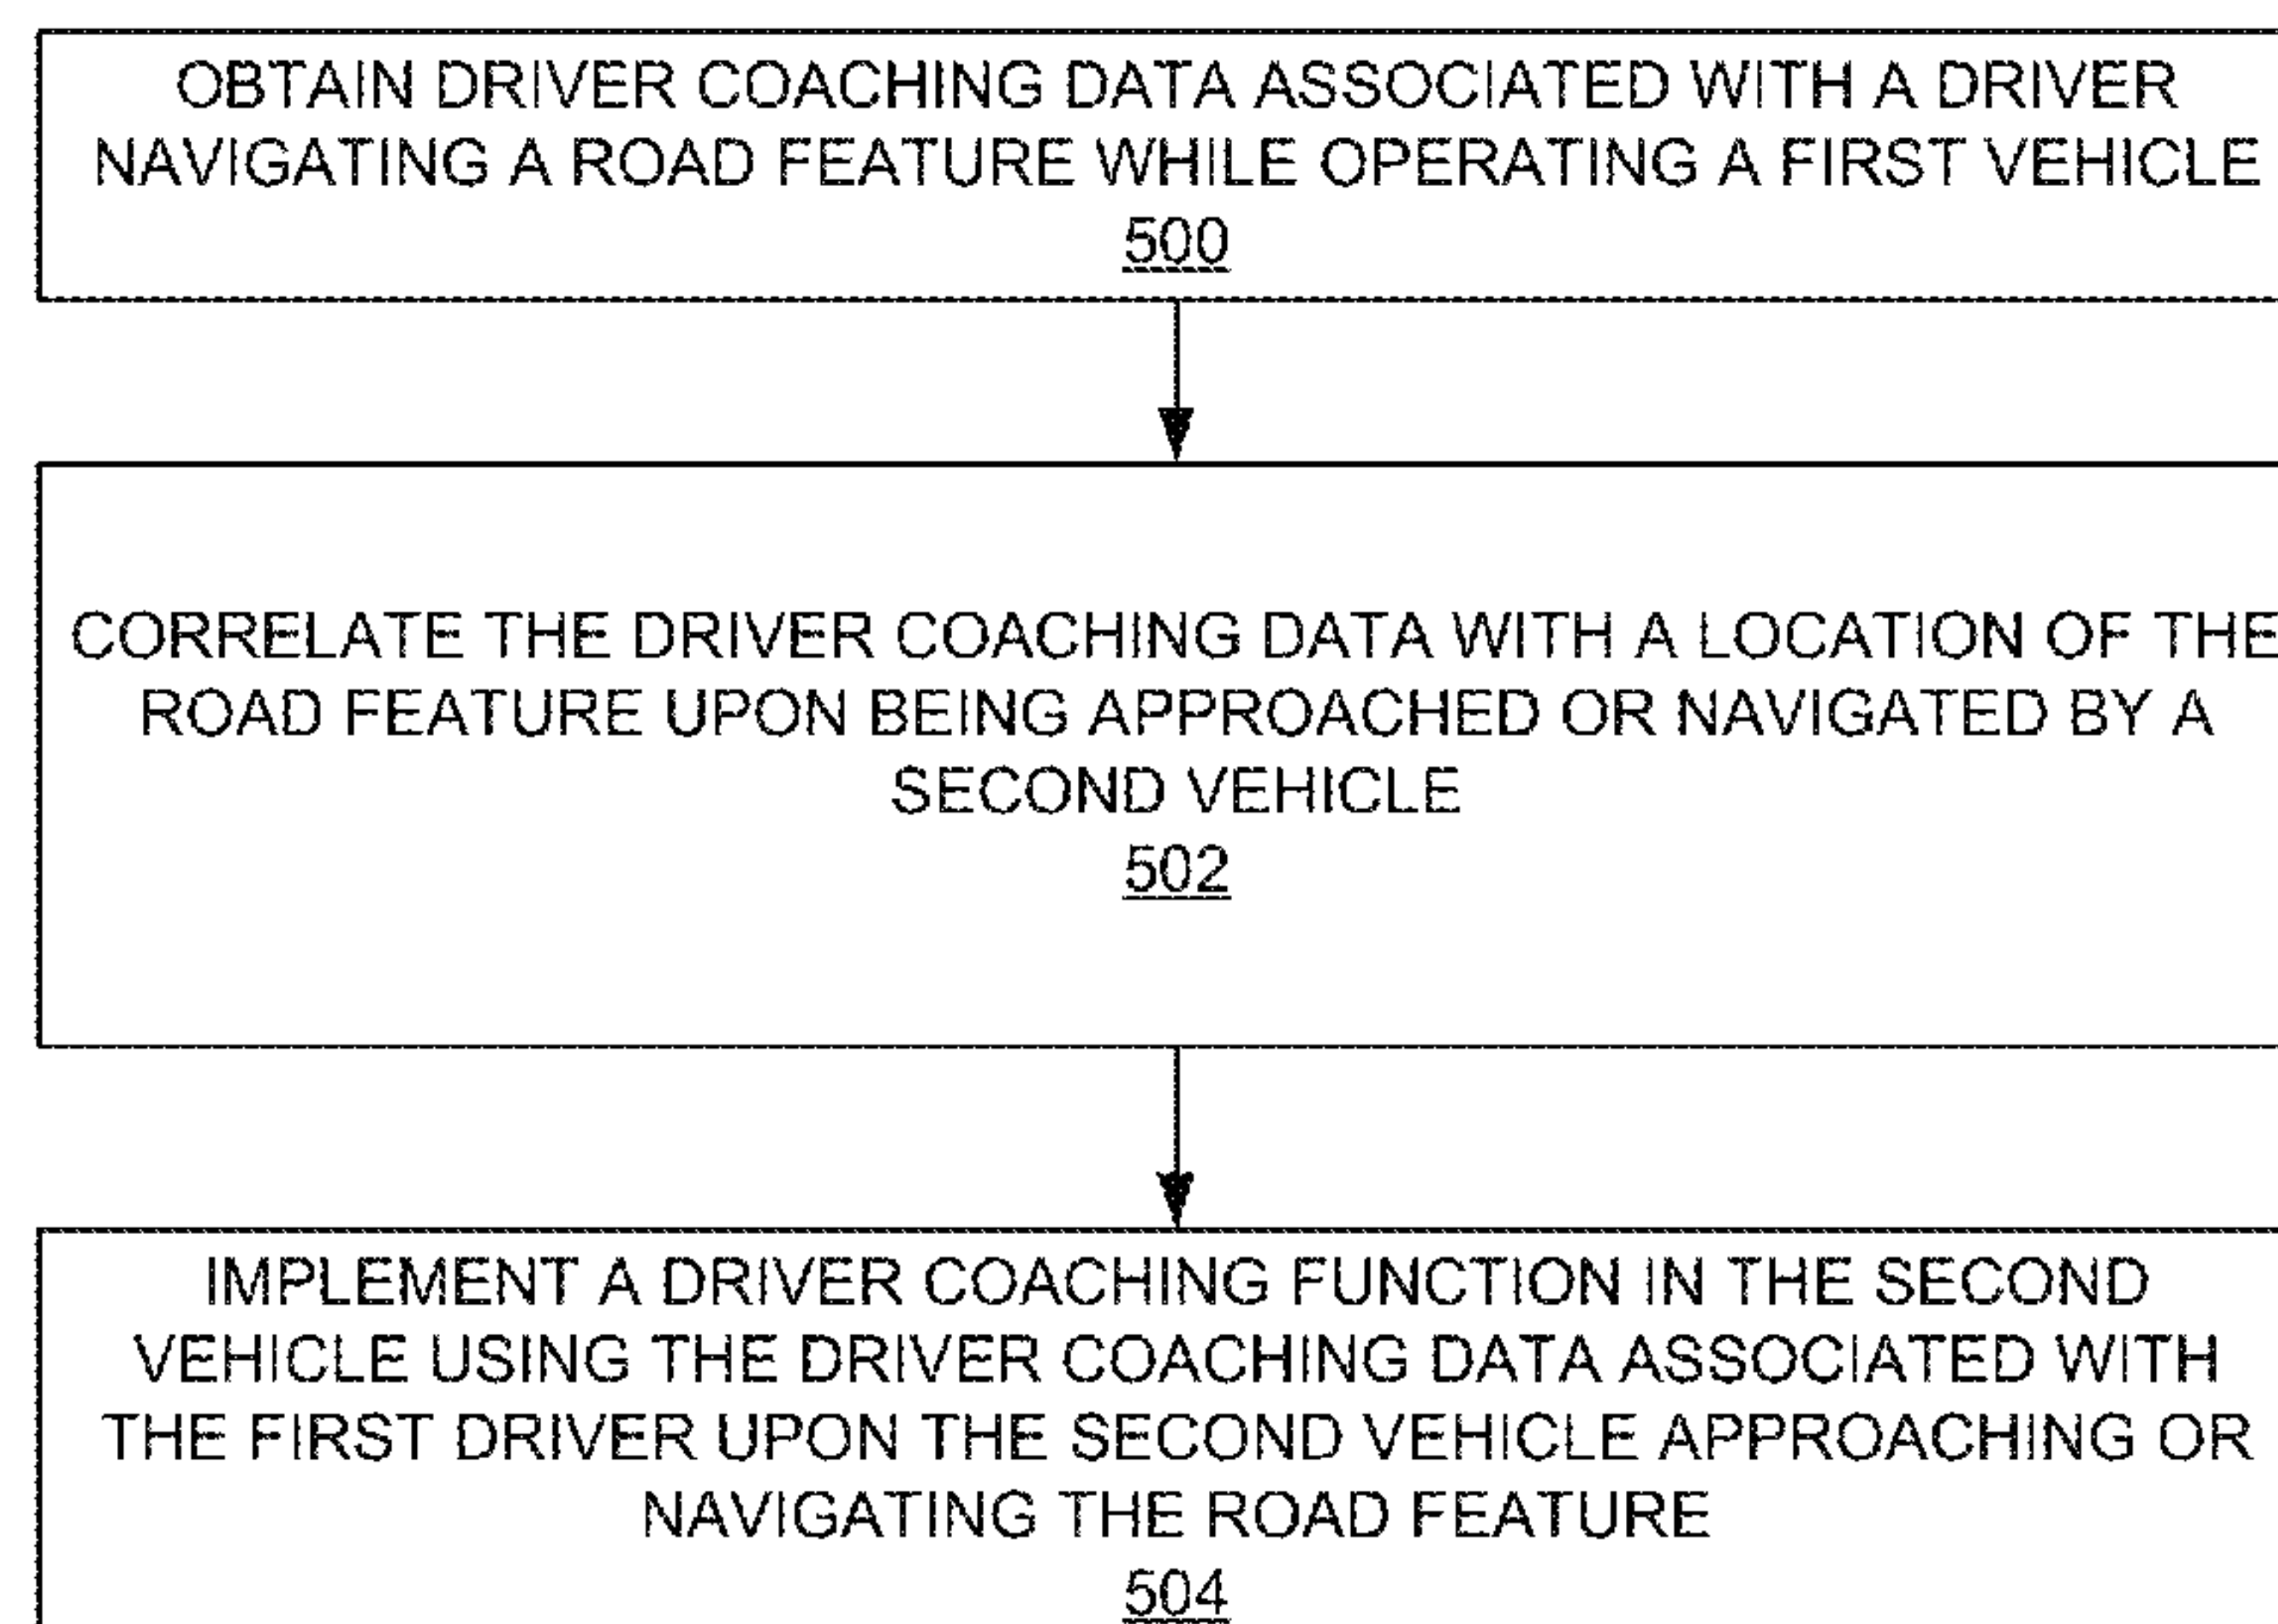 OBTAIN DRIVER COACHING DATA ASSOCIATED WITH A DRIVER
NAVIGATING A ROAD FEATURE WHILE OPERATING A FIRST VEHICLE
500
CORRELATE THE DRIVER COACHING DATA WITH A LOCATION OF THE
ROAD FEATURE UPON BEING APPROACHED OR NAVIGATED BY A
SECOND VEHICLE
502
IMPLEMENT A DRIVER COACHING FUNCTION IN THE SECOND
VEHICLE USING THE DRIVER COACHING DATA ASSOCIATED WITH
THE FIRST DRIVER UPON THE SECOND VEHICLE APPROACHING OR
NAVIGATING THE ROAD FEATURE
504